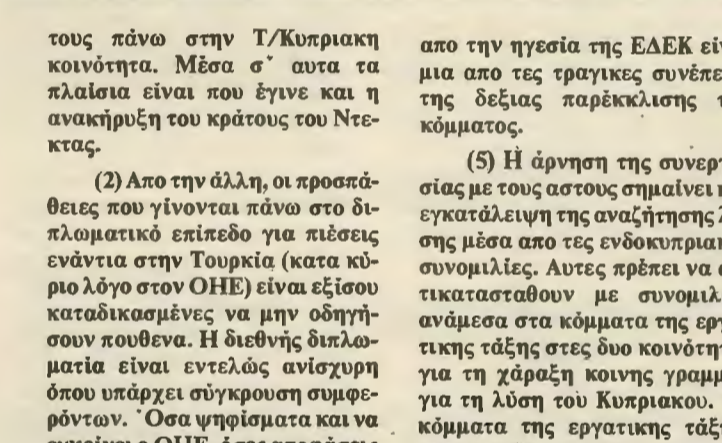 τους πάνω στην Τ/Κυπριακη
κοινότητα. Μέσα σ΄ αυτα τα
πλαίσια είναι που έγινε και η
ανακήρυξη του κράτους του Ντε-
κτας.
(2) Απο την άλλη, οι προσπά-
θειες που γίνονται πάνω στο δι-
πλωματικό επίπεδο για πιέσεις
ενάντια στην Τουρκία (κατα κύ-
ριο λόγο στον ΟΗΕ) είναι εξίσου
καταδικασμένες να μην οδηγή-
σουν πουθενα. Η διεθνής διπλω-
ματία είναι εντελώς ανίσχυρη
όπου υπάρχει σύγκρουση συμφε-
ρόντων. ΄Οσα ψηφίσματα και να
απο την ηγεσία της ΕΔΕΚ εί
μια απο τες τραγικες συνέπε
της δεξιας παρέκκλισης
κόμματος.
(5) Η άρνηση της συνερ
σίας με τους αστους σημαίνει
εγκατάλειψη της αναζήτησης
σης μέσα απο τες ενδοκυπρια
συνομιλίες. Αυτες πρέπει να
τικατασταθουν με συνομιλ
ανάμεσα στα κόμματα της εργ
τικης τάξης στες δυο κοινότη
για τη χάραξη κοινης γραμμ
για τη λύση του Κυπριακου.
κόμματα της εργατικης τάξ